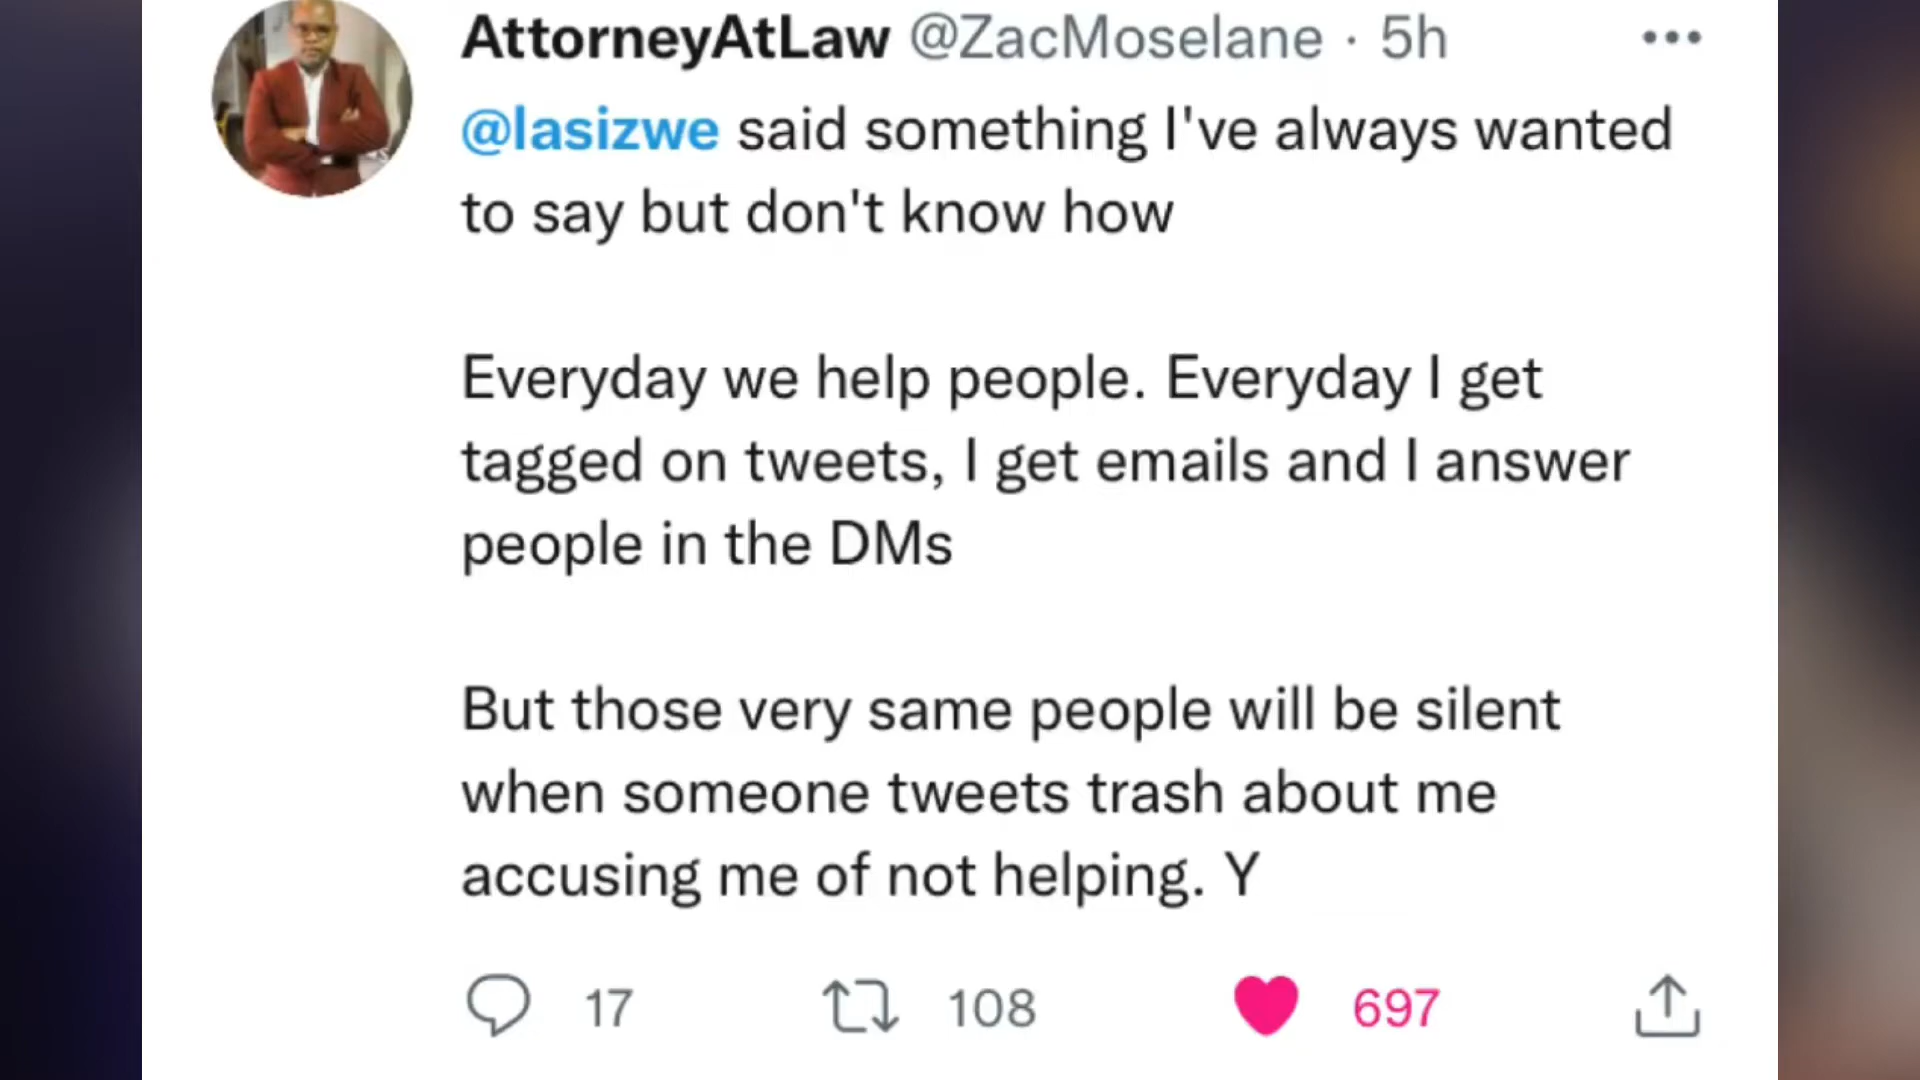 AttorneyAtLaw @ZacMoselane · 5h
@lasizwe said something I've always wanted
to say but don't know how
Everyday we help people. Everyday I get
tagged on tweets, I get emails and I answer
people in the DMs
But those very same people will be silent
when someone tweets trash about me
accusing me of not helping. Y
17 108 697